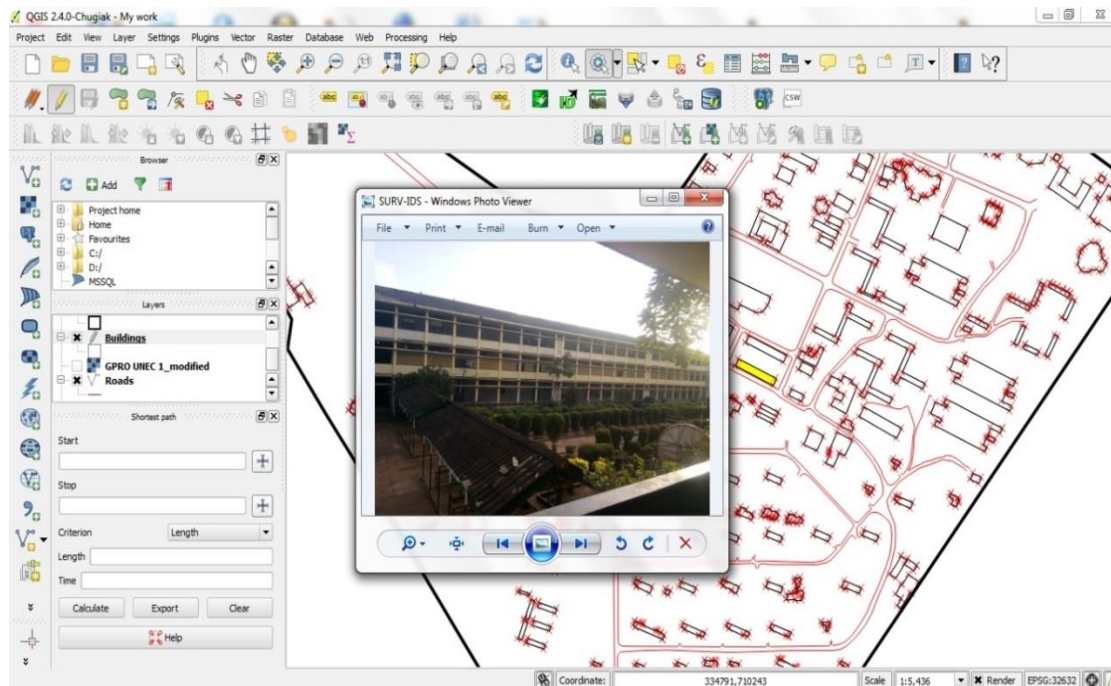 QGIS 2.4.0-Chugiak - My work
Project Edit View Layer Settings Plugins Vector Raster Database Web Processing Help
abc
CSW
Browser
Add
Project home
Home
Favourites
C:/
D:/
MSSQL
Layers
Buildings
GPRO UNEC 1_modified
Roads
Shortest path
Start
Stop
Criterion Length
Length
Time
Calculate Export Clear
Help
SURV-IDS - Windows Photo Viewer
File Print E-mail Burn Open
Coordinate: 334791,710243 Scale 1:5,436 Render EPSG:32632